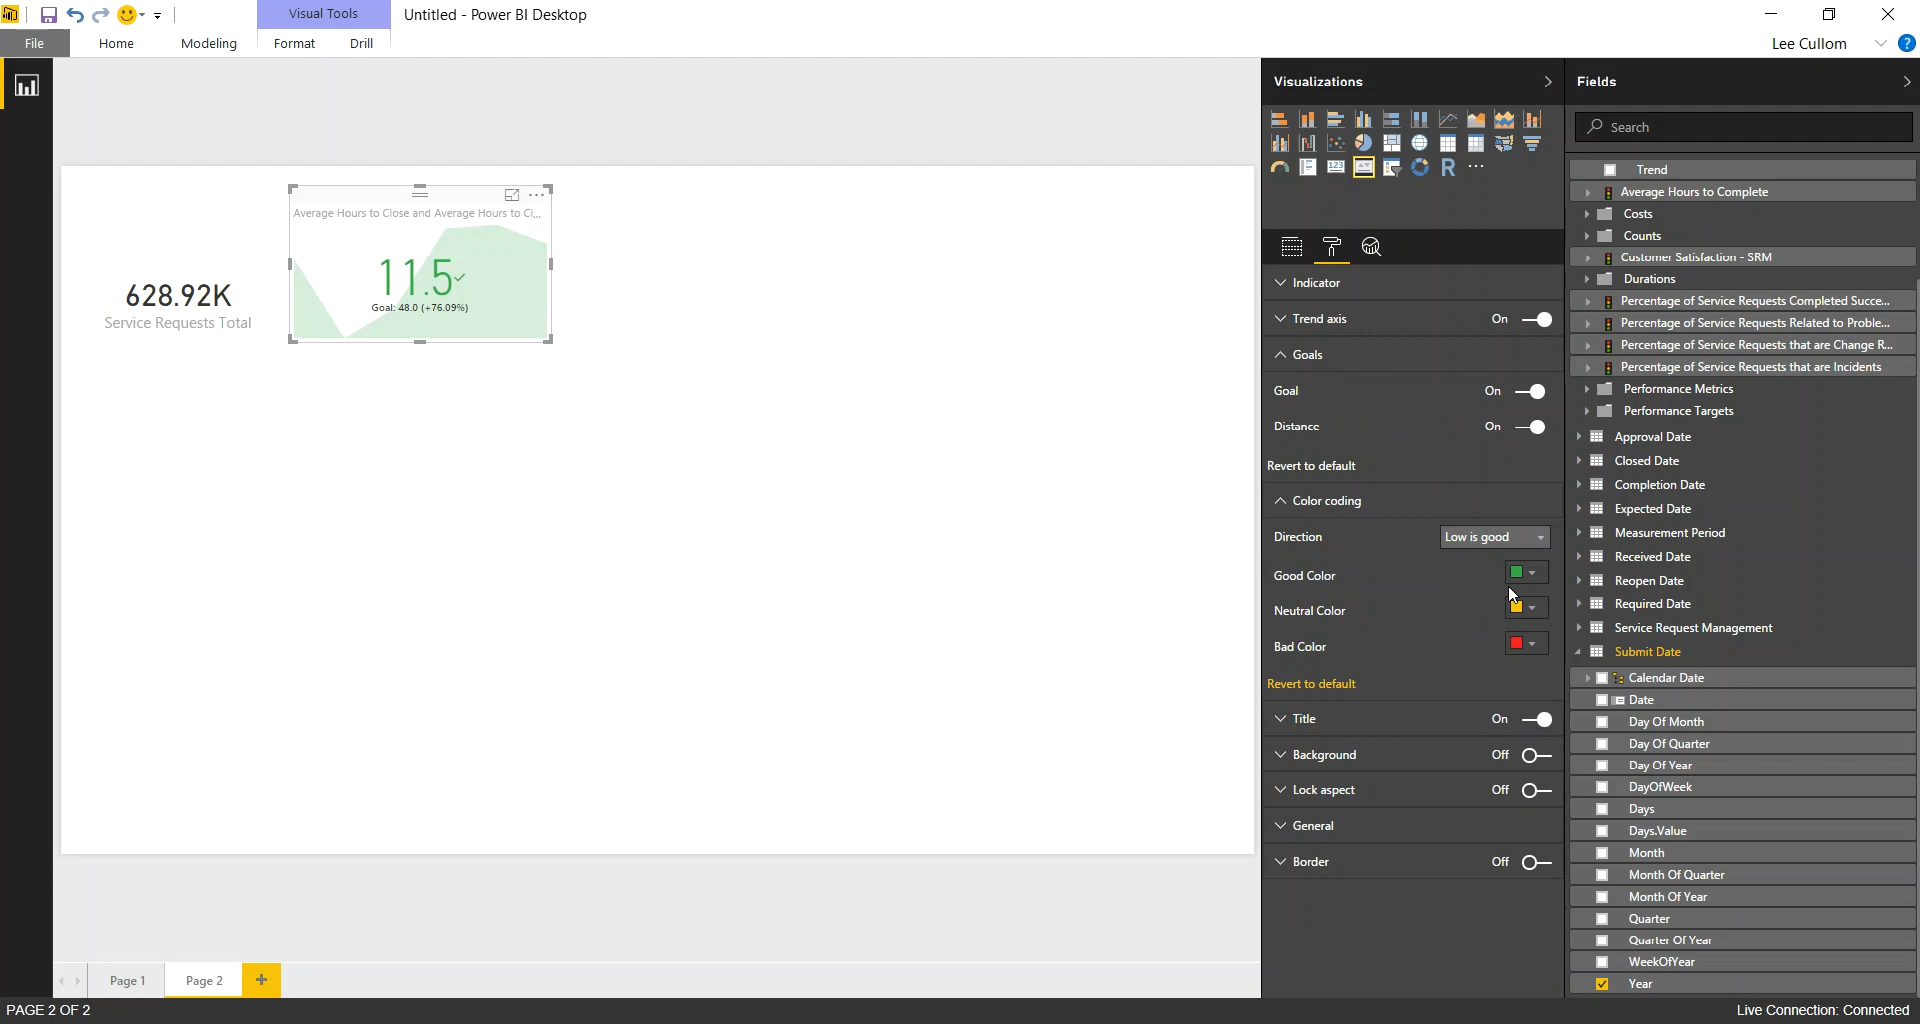 Visual Tools
Untitled - Power BI Desktop
File
Home
Modeling
Format
Drill
Lee Cullom
?
Visualizations
Fields
Search
123
R
Trend
Average Hours to Complete
Costs
Counts
Customer Satisfaction - SRM
Durations
Percentage of Service Requests Completed Succe...
Percentage of Service Requests Related to Proble...
Percentage of Service Requests that are Change R...
Percentage of Service Requests that are Incidents
Performance Metrics
Performance Targets
Approval Date
Closed Date
Completion Date
Expected Date
Measurement Period
Received Date
Reopen Date
Required Date
Service Request Management
Submit Date
Calendar Date
Date
Day Of Month
Day Of Quarter
Day Of Year
DayOfWeek
Days
Days.Value
Month
Month Of Quarter
Month Of Year
Quarter
Quarter Of Year
WeekOfYear
Year
Indicator
Trend axis On
Goals
Goal On
Distance On
Revert to default
Color coding
Direction Low is good
Good Color
Neutral Color
Bad Color
Revert to default
Title On
Background Off
Lock aspect Off
General
Border Off
Average Hours to Close and Average Hours to Cl...
11.5
Goal: 48.0 (+76.09%)
628.92K
Service Requests Total
Page 1
Page 2
+
PAGE 2 OF 2
Live Connection: Connected